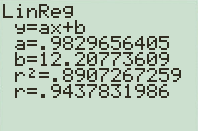 LinReg
y=ax+b
a=.9829656405
b=12.20773609
r²=.8907267259
r=.9437831986